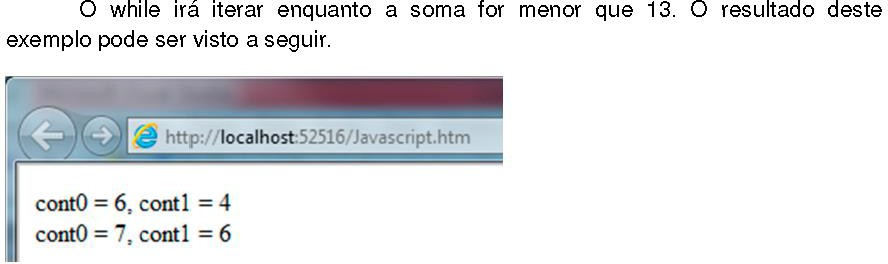 O while irá iterar enquanto a soma for menor que 13. O resultado deste
exemplo pode ser visto a seguir.
http://localhost:52516/Javascript.htm
cont0 = 6, cont1 = 4
cont0 = 7, cont1 = 6